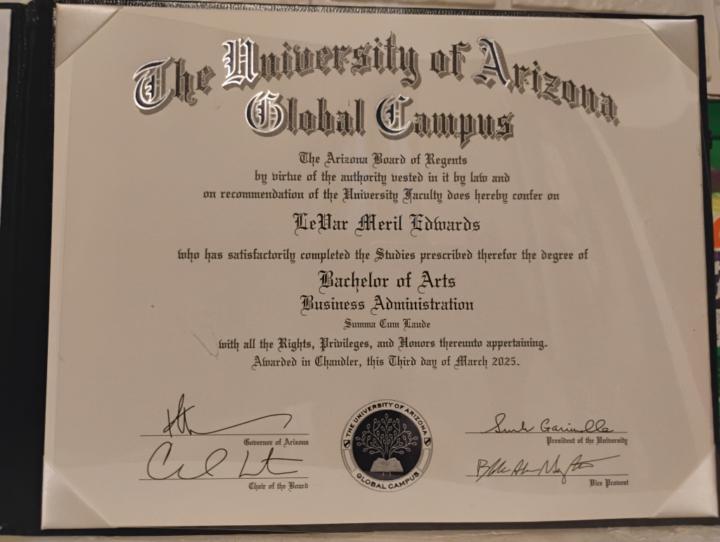 The University of Arizona
Global Campus
The Arizona Board of Regents
by virtue of the authority vested in it by law and
on recommendation of the University Faculty does hereby confer on
LeVar Meril Edwards
who has satisfactorily completed the Studies prescribed therefor the degree of
Bachelor of Arts
Business Administration
Summa Cum Laude
with all the Rights, Privileges, and Honors thereunto appertaining.
Awarded in Chandler, this Third day of March 2025.
Governor of Arizona
Chair of the Board
THE UNIVERSITY OF ARIZONA
GLOBAL CAMPUS
President of the University
Vice Provost